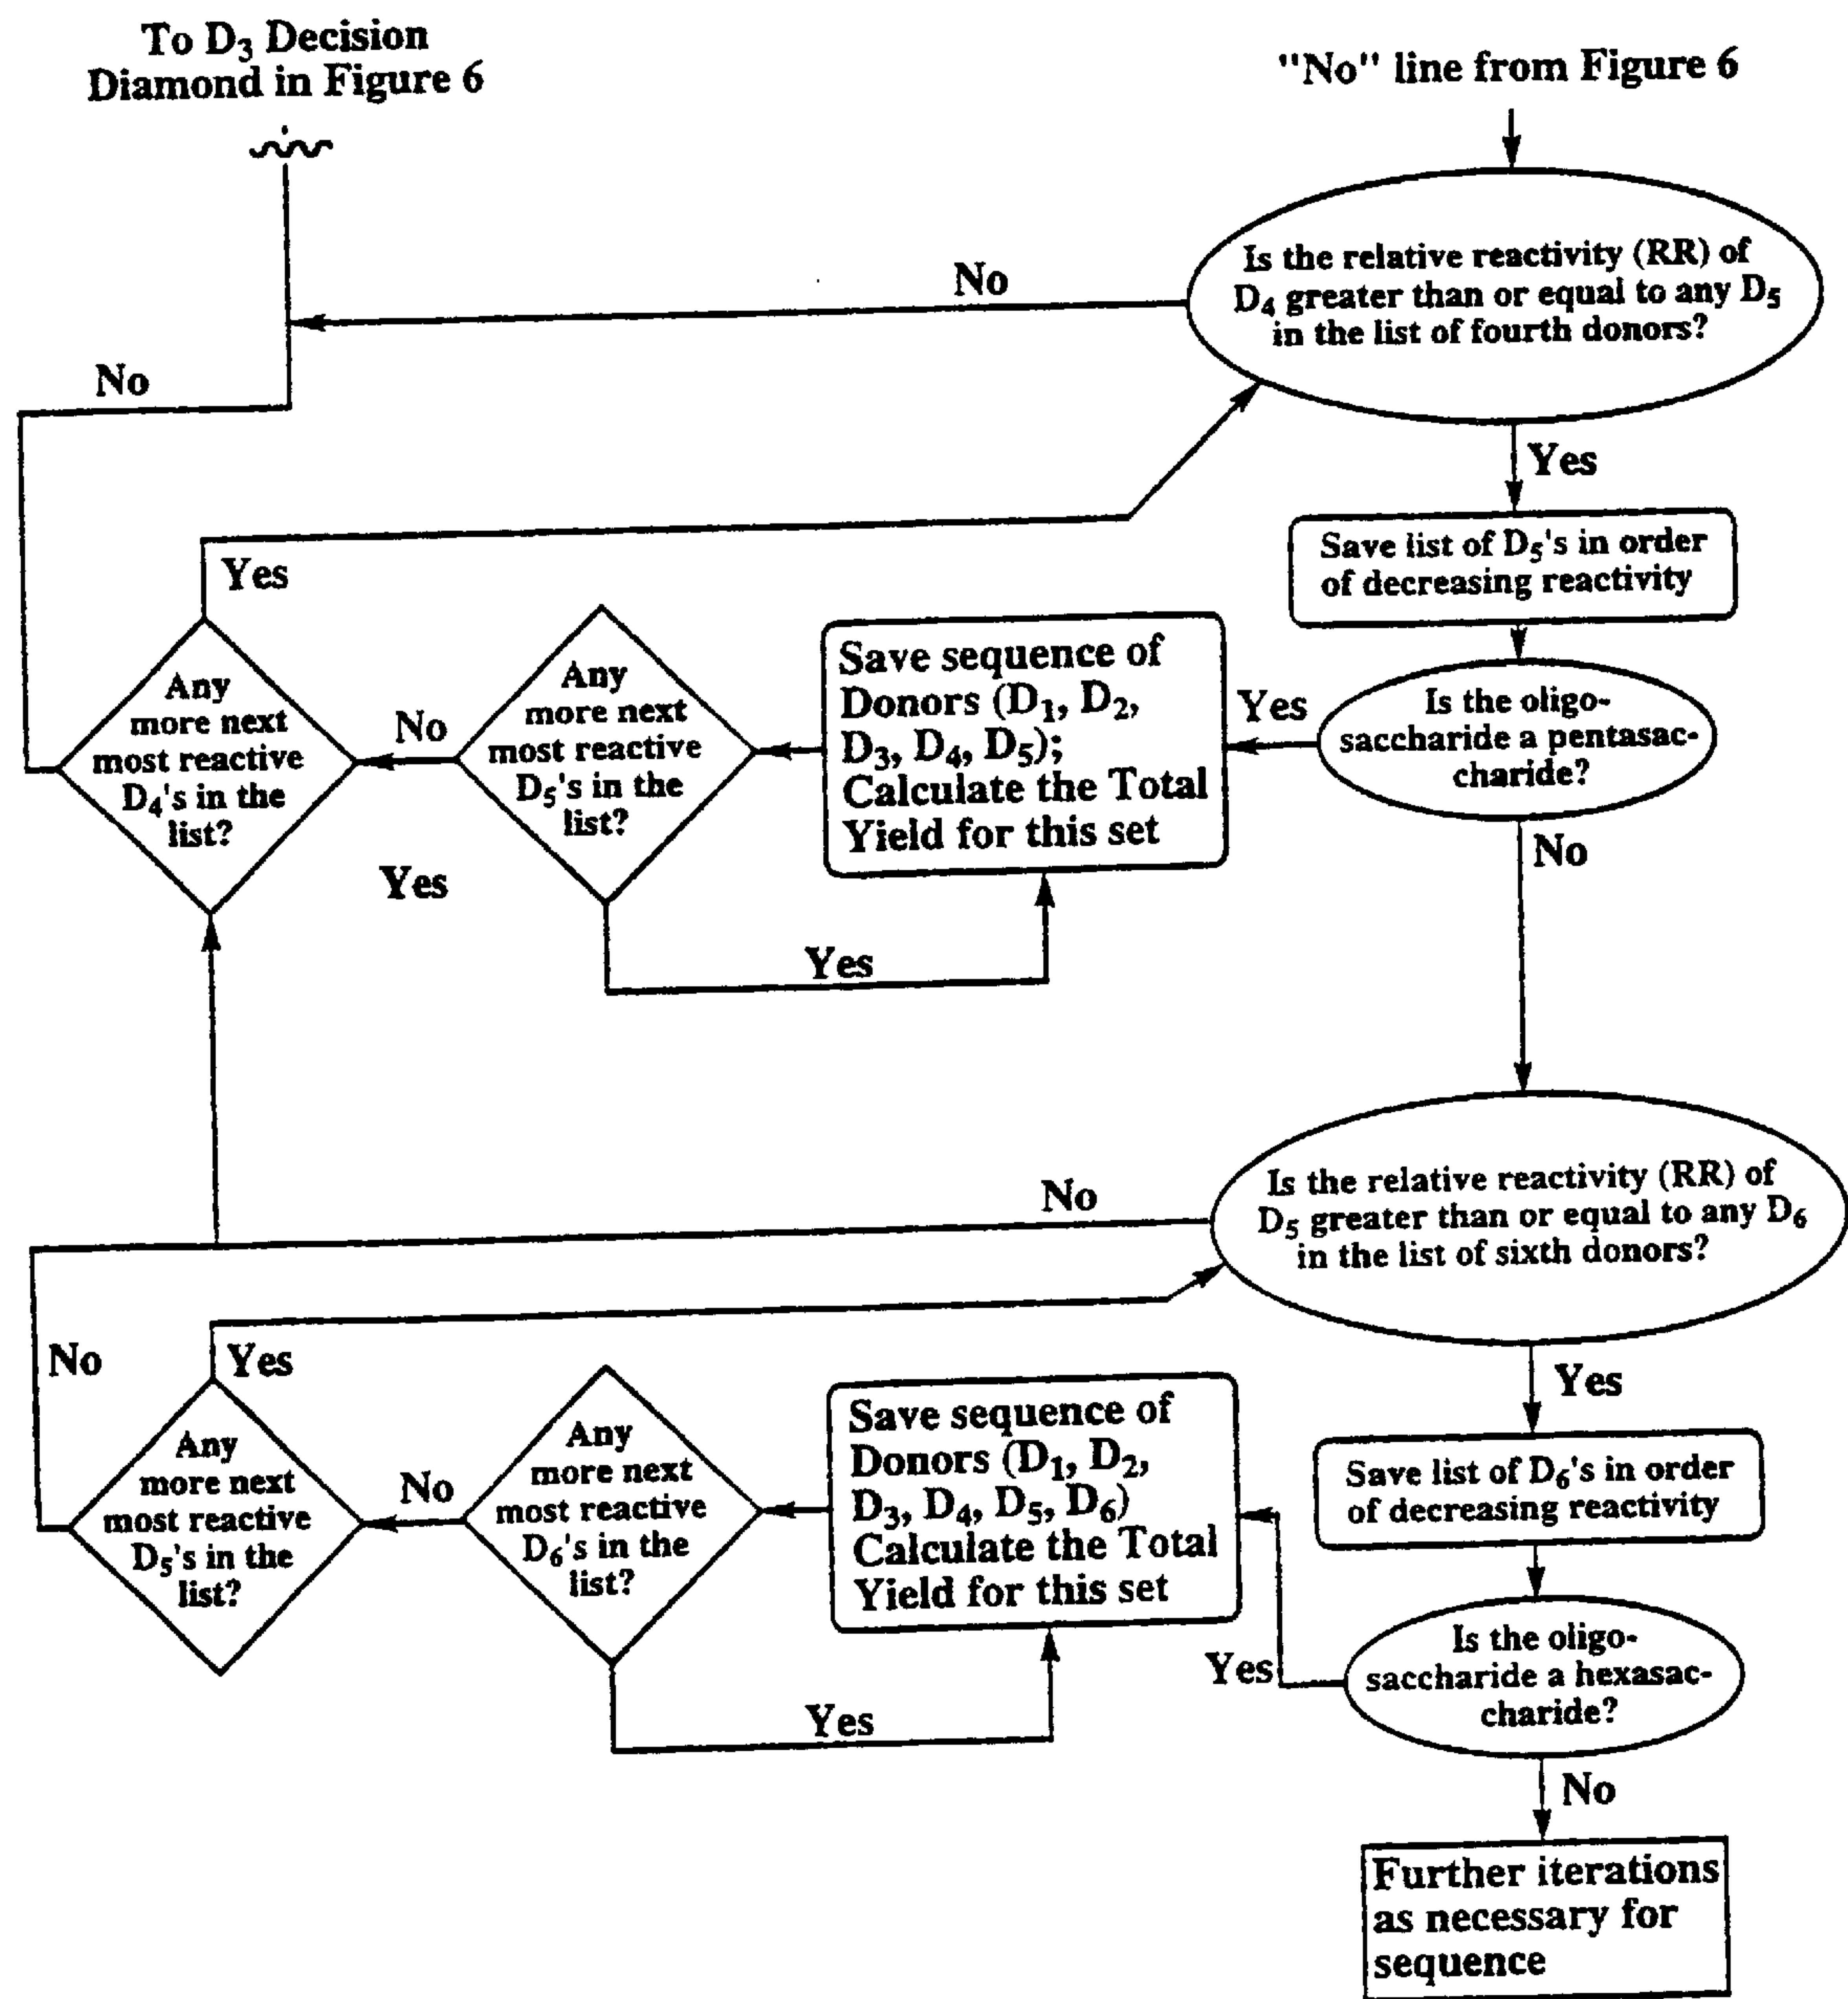 To D₃ Decision
Diamond in Figure 6
"No" line from Figure 6
Is the relative reactivity (RR) of
D₄ greater than or equal to any D₅
in the list of fourth donors?
No
No
Yes
Save list of D₅'s in order
of decreasing reactivity
Yes
Any
more next
most reactive
D₄'s in the
list?
No
Any
more next
most reactive
D₅'s in the
list?
Save sequence of
Donors (D₁, D₂,
D₃, D₄, D₅);
Calculate the Total
Yield for this set
Yes
Is the oligo-
saccharide a pentasac-
charide?
Yes
Yes
No
Is the relative reactivity (RR) of
D₅ greater than or equal to any D₆
in the list of sixth donors?
No
No
Yes
Yes
Save list of D₆'s in order
of decreasing reactivity
Any
more next
most reactive
D₅'s in the
list?
No
Any
more next
most reactive
D₆'s in the
list?
Save sequence of
Donors (D₁, D₂,
D₃, D₄, D₅, D₆)
Calculate the Total
Yield for this set
Yes
Is the oligo-
saccharide a hexasac-
charide?
Yes
No
Further iterations
as necessary for
sequence